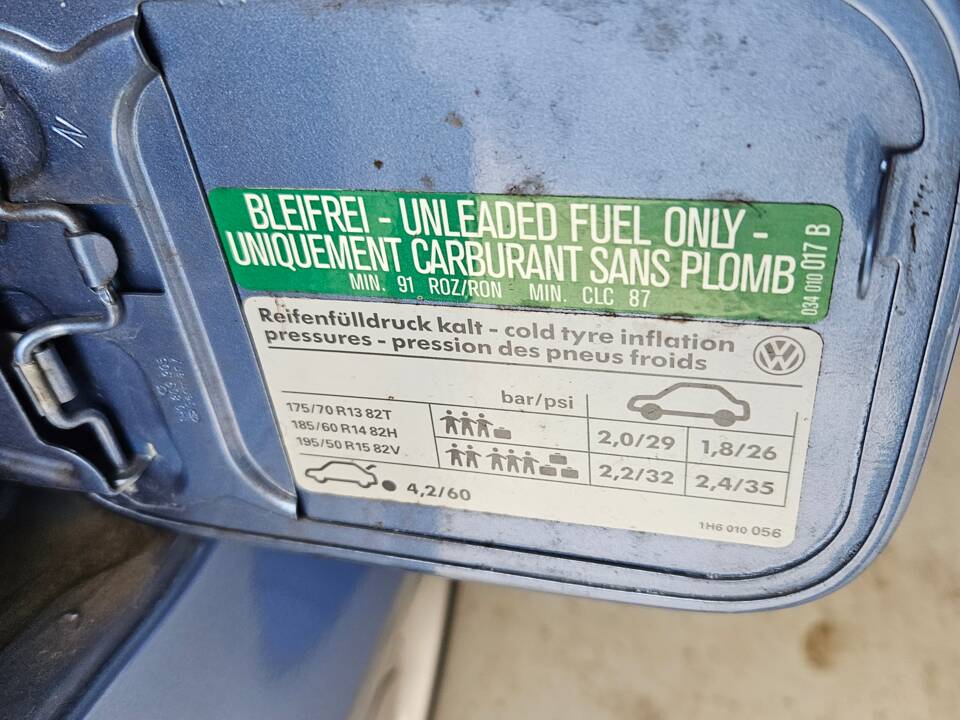 BLEIFREI - UNLEADED FUEL ONLY -
UNIQUEMENT CARBURANT SANS PLOMB
MIN. 91 ROZ/RON MIN. CLC 87
034 010 017 B
Reifenfülldruck kalt - cold tyre inflation
pressures - pression des pneus froids
bar/psi
175/70 R13 82T
185/60 R14 82H
195/50 R15 82V
2,0/29 1,8/26
2,2/32 2,4/35
4,2/60
1H6 010 056